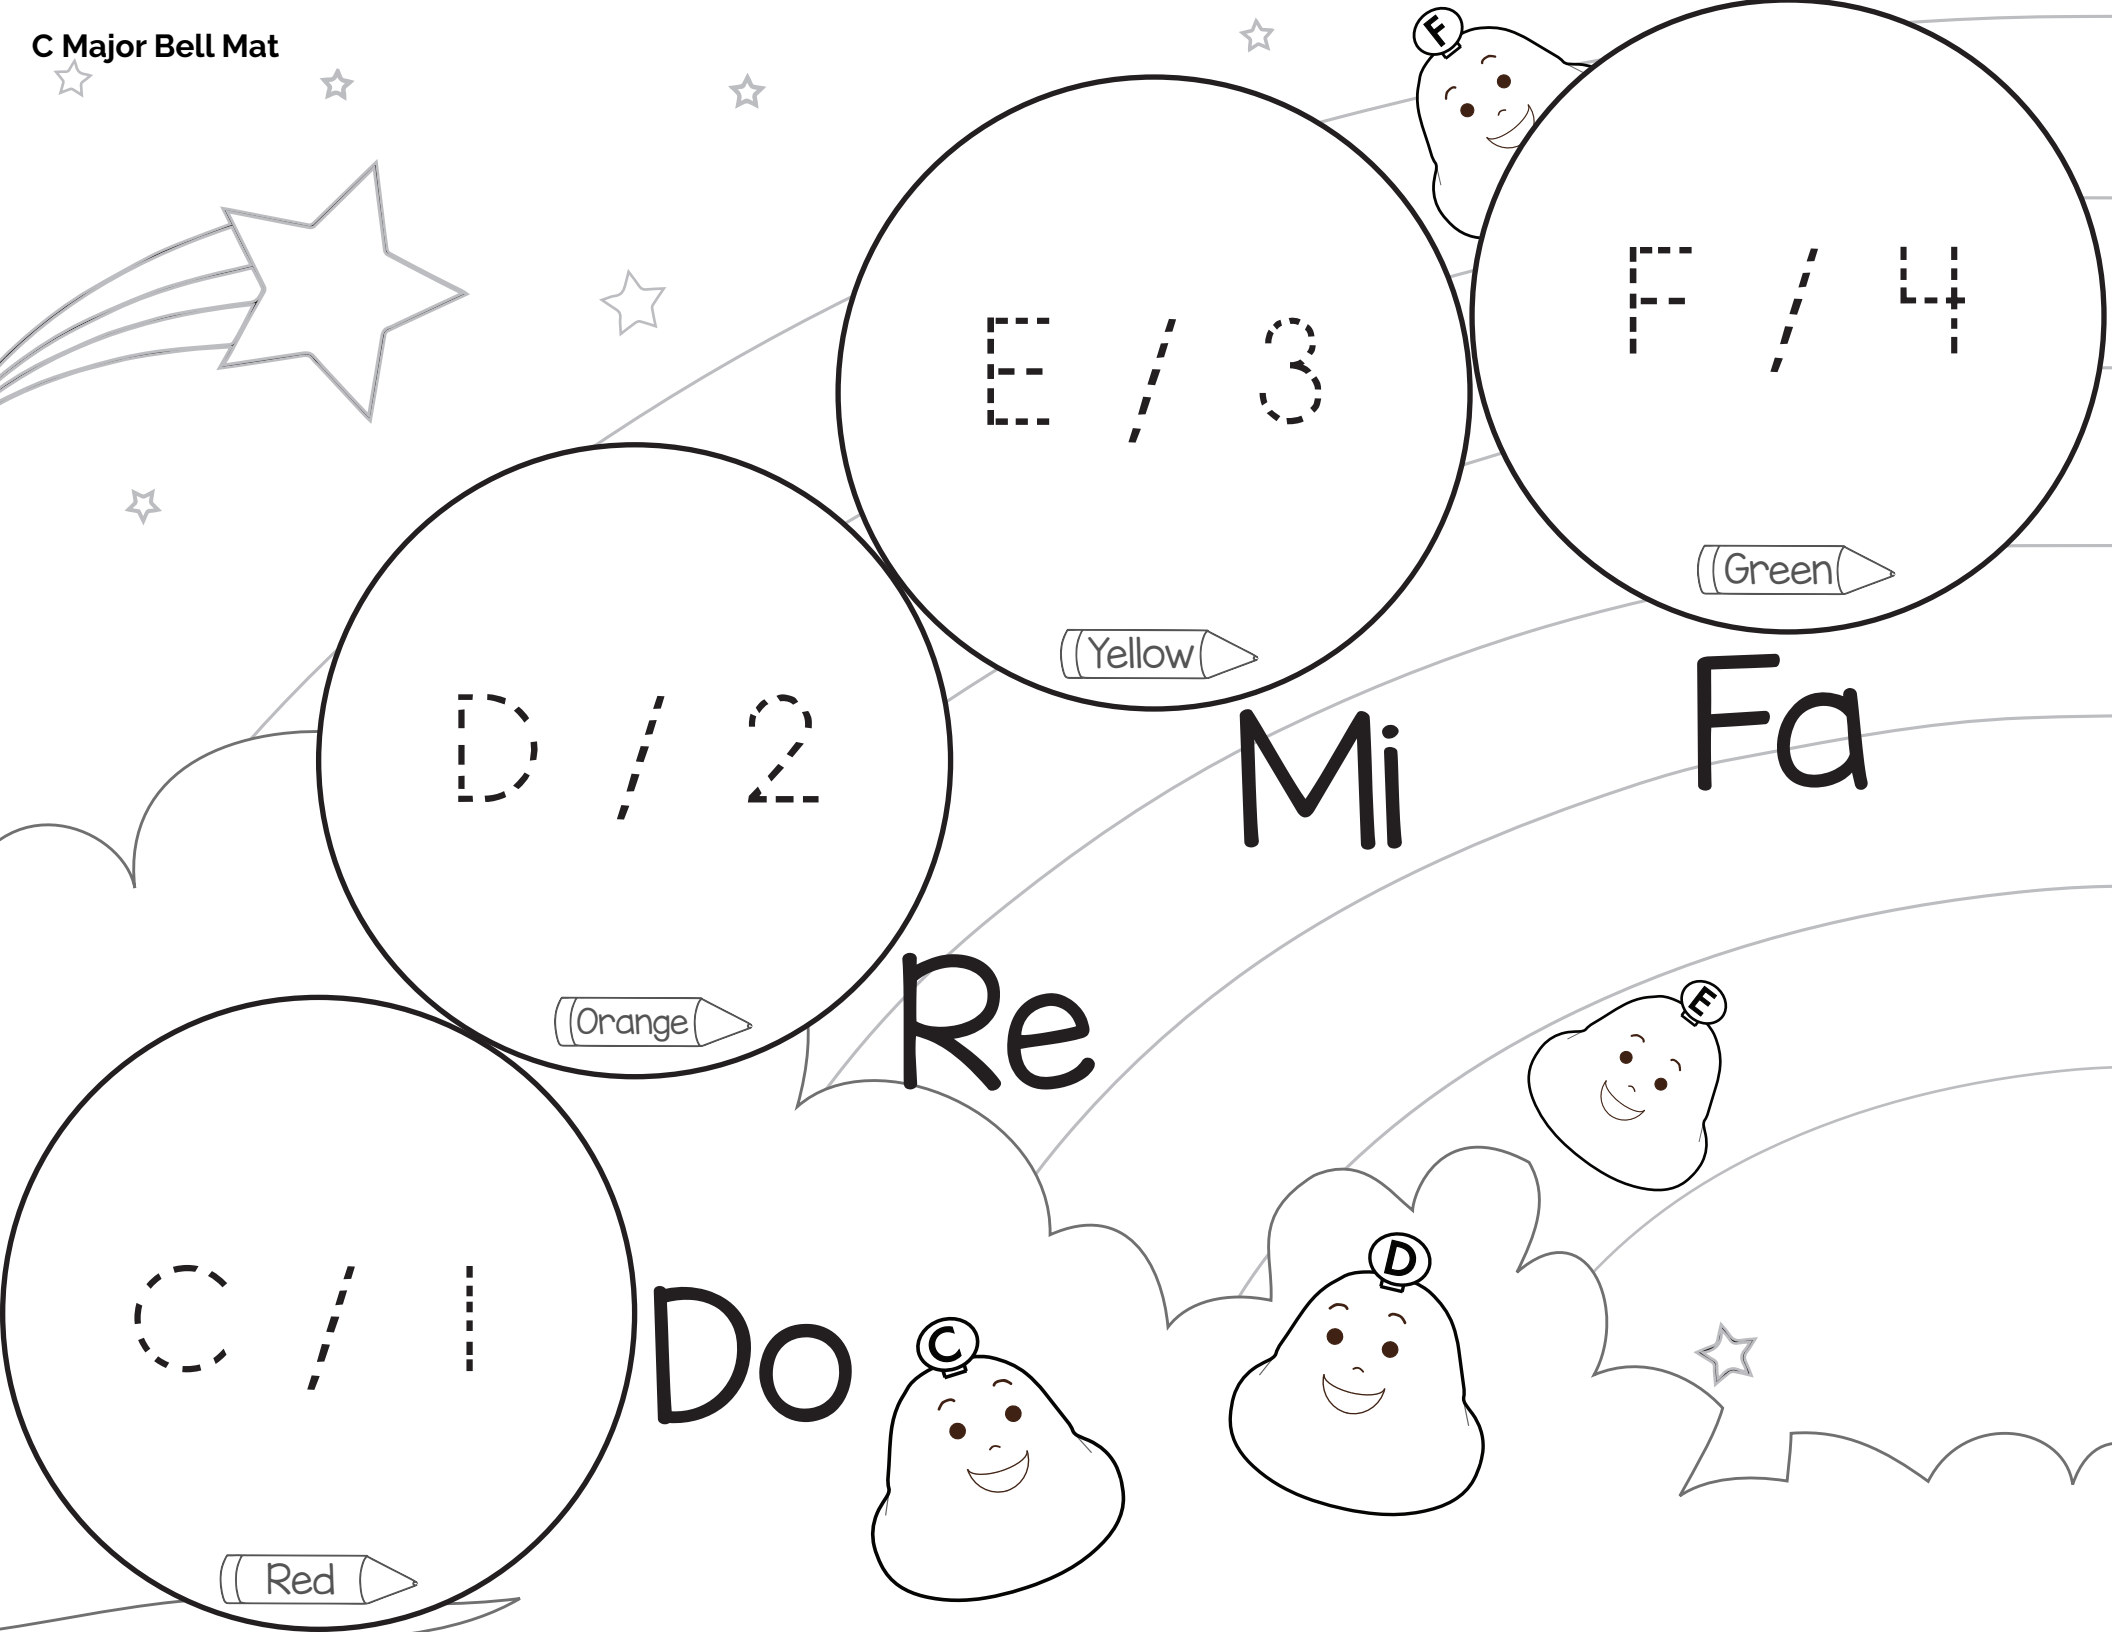 C Major Bell Mat
F
F / 4
Green
Fa
E / 3
Yellow
Mi
D / 2
Orange
Re
E
C / 1
Red
Do
C
D